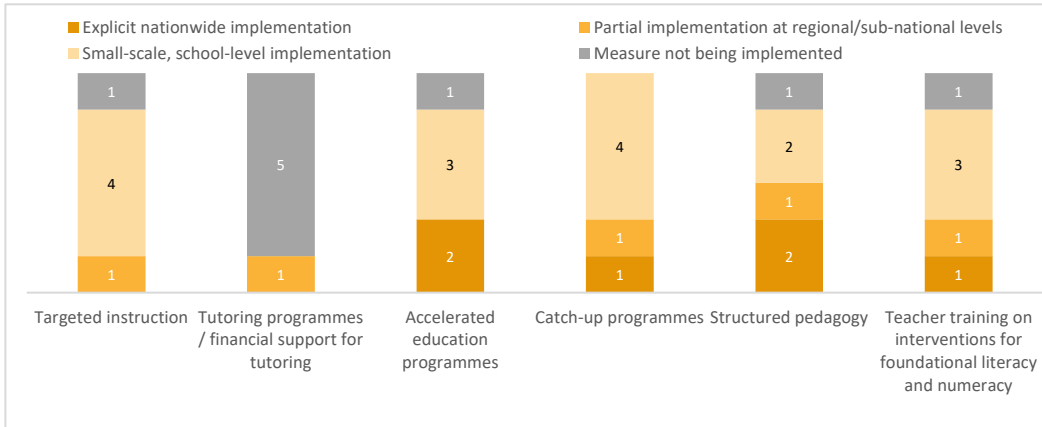 Explicit nationwide implementation
Partial implementation at regional/sub-national levels
Small-scale, school-level implementation
Measure not being implemented
1
4
1
5
1
1
3
2
4
1
1
1
2
1
2
1
3
1
1
Targeted instruction
Tutoring programmes
/ financial support for
tutoring
Accelerated
education
programmes
Catch-up programmes
Structured pedagogy
Teacher training on
interventions for
foundational literacy
and numeracy